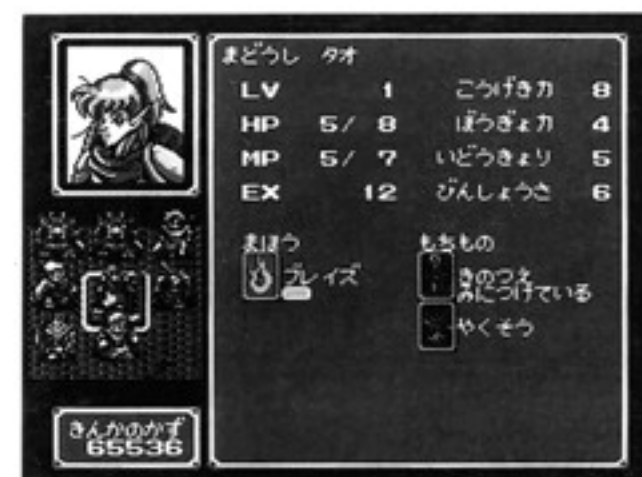 まどうし タオ
LV 1 こうげき力 8
HP 5/ 8 ぼうぎょ力 4
MP 5/ 7 いどうきょり 5
EX 12 びんしょうさ 6
まほう もちもの
ブレイズ きのつえ
みにつけている
やくそう
きんかのかず
65536